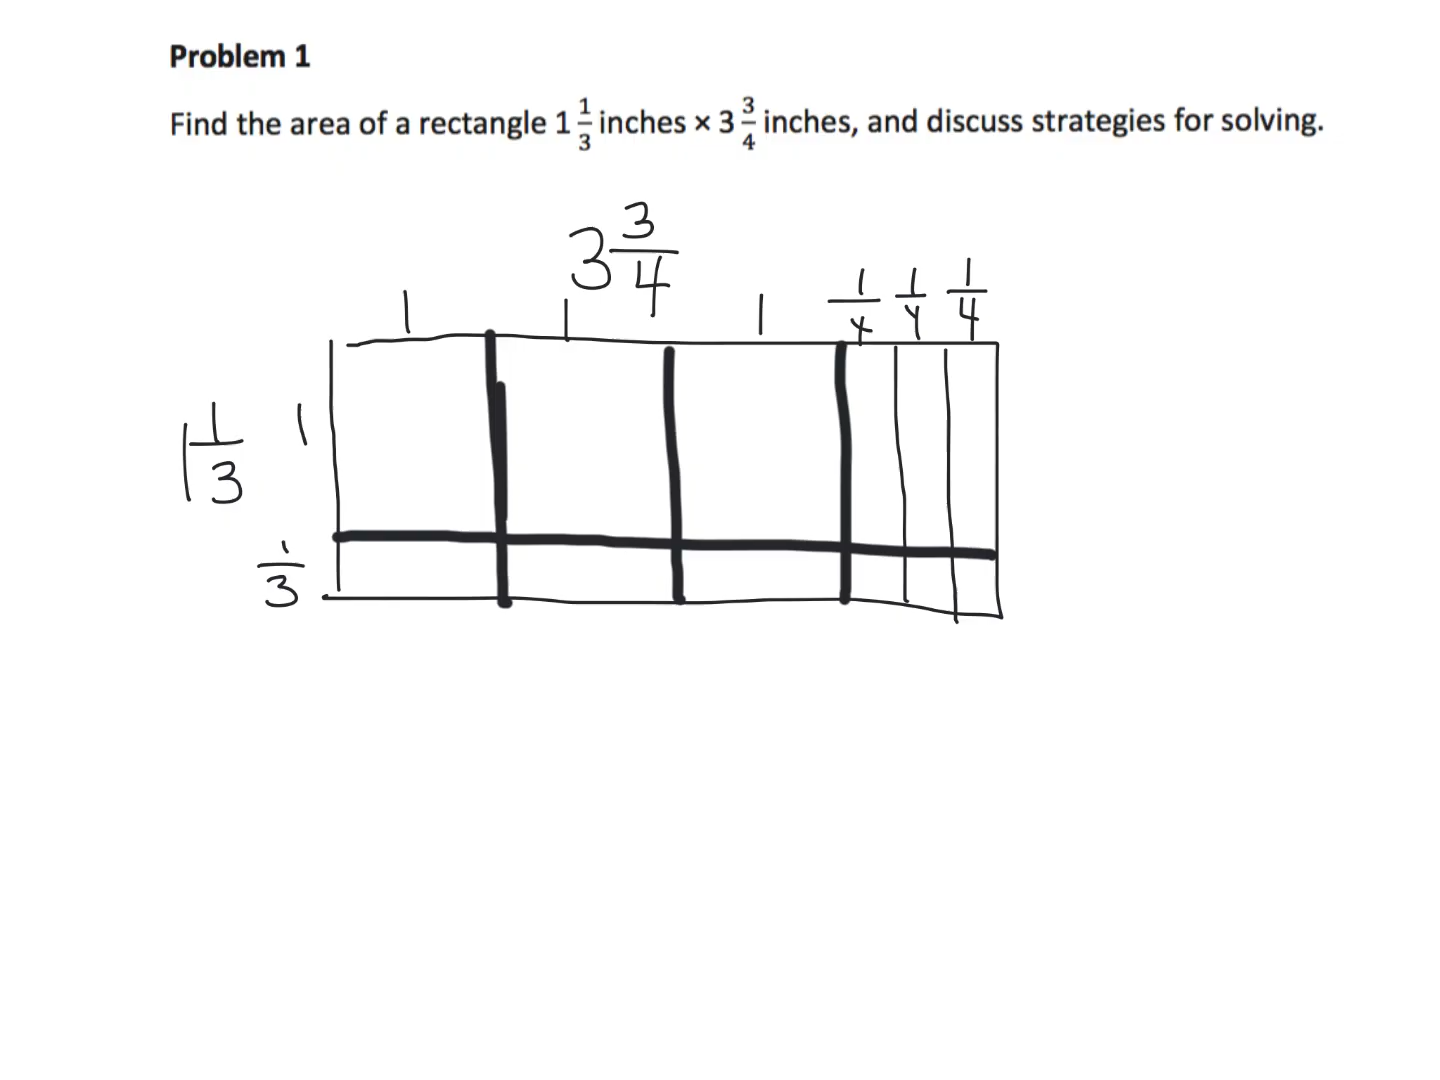 Problem 1
Find the area of a rectangle 1 1/3 inches × 3 3/4 inches, and discuss strategies for solving.
3 3/4
1 1 1 1/4 1/4 1/4
1 1/3 1
1/3